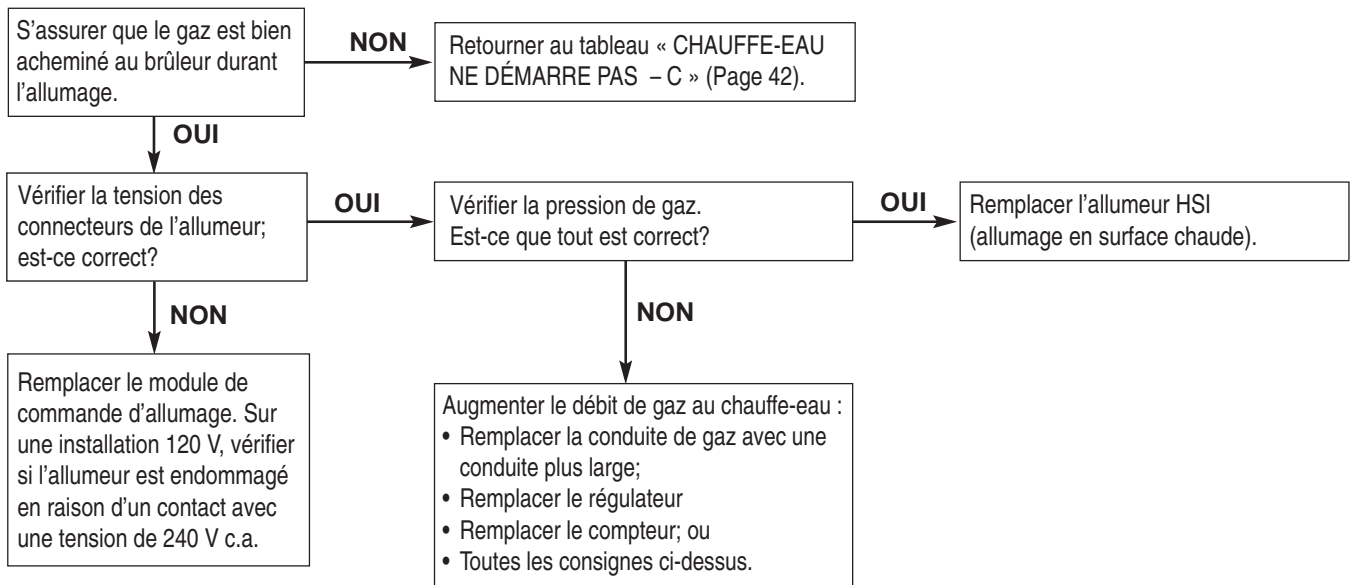 S’assurer que le gaz est bien
acheminé au brûleur durant
l’allumage.
NON
Retourner au tableau « CHAUFFE-EAU
NE DÉMARRE PAS – C » (Page 42).
OUI
Vérifier la tension des
connecteurs de l’allumeur;
est-ce correct?
OUI
Vérifier la pression de gaz.
Est-ce que tout est correct?
OUI
Remplacer l’allumeur HSI
(allumage en surface chaude).
NON
Remplacer le module de
commande d’allumage. Sur
une installation 120 V, vérifier
si l’allumeur est endommagé
en raison d’un contact avec
une tension de 240 V c.a.
NON
Augmenter le débit de gaz au chauffe-eau :
• Remplacer la conduite de gaz avec une
conduite plus large;
• Remplacer le régulateur
• Remplacer le compteur; ou
• Toutes les consignes ci-dessus.